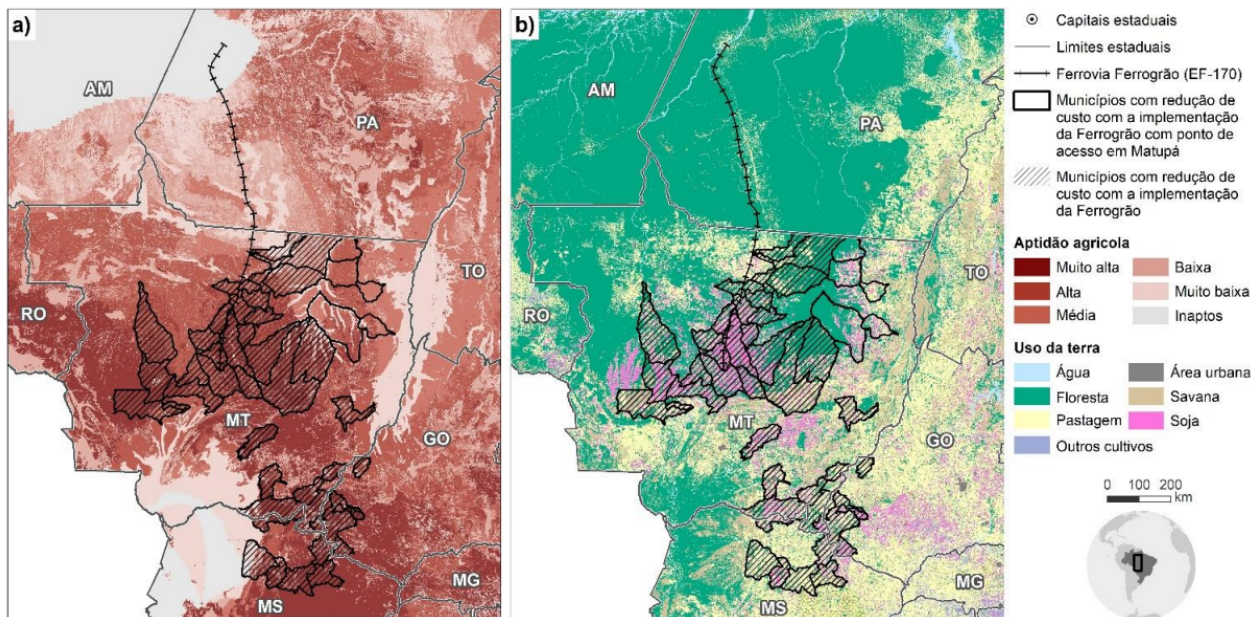 a)
AM
PA
RO
TO
MT
GO
MG
MS
b)
AM
PA
RO
TO
MT
GO
MG
MS
Capitais estaduais
Limites estaduais
Ferrovia Ferrogrão (EF-170)
Municípios com redução de
custo com a implementação
da Ferrogrão com ponto de
acesso em Matupá
Municípios com redução de
custo com a implementação
da Ferrogrão
Aptidão agricola
Muito alta
Baixa
Alta
Muito baixa
Média
Inaptos
Uso da terra
Água
Área urbana
Floresta
Savana
Pastagem
Soja
Outros cultivos
0 100 200
km